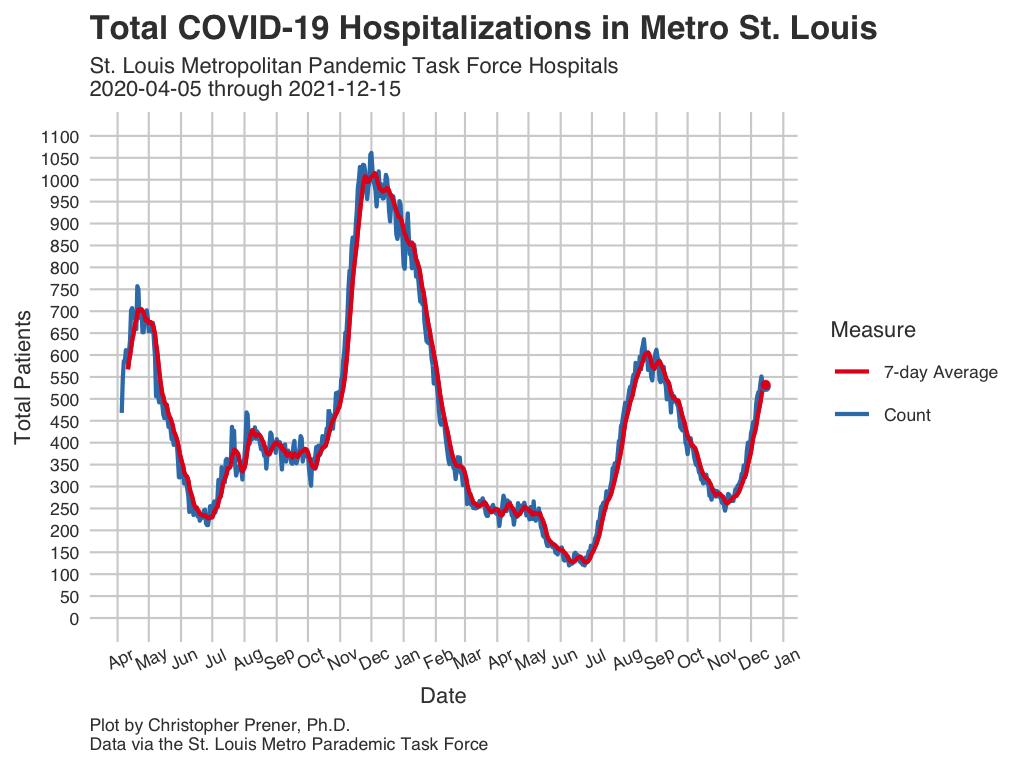 Total COVID-19 Hospitalizations in Metro St. Louis
St. Louis Metropolitan Pandemic Task Force Hospitals
2020-04-05 through 2021-12-15
1100
1050
1000
950
900
850
800
750
700
650
600
550
500
450
400
350
300
250
200
150
100
50
0
Total Patients
Apr May Jun Jul Aug Sep Oct Nov Dec Jan Feb Mar Apr May Jun Jul Aug Sep Oct Nov Dec Jan
Date
Measure
7-day Average
Count
Plot by Christopher Prener, Ph.D.
Data via the St. Louis Metro Parademic Task Force